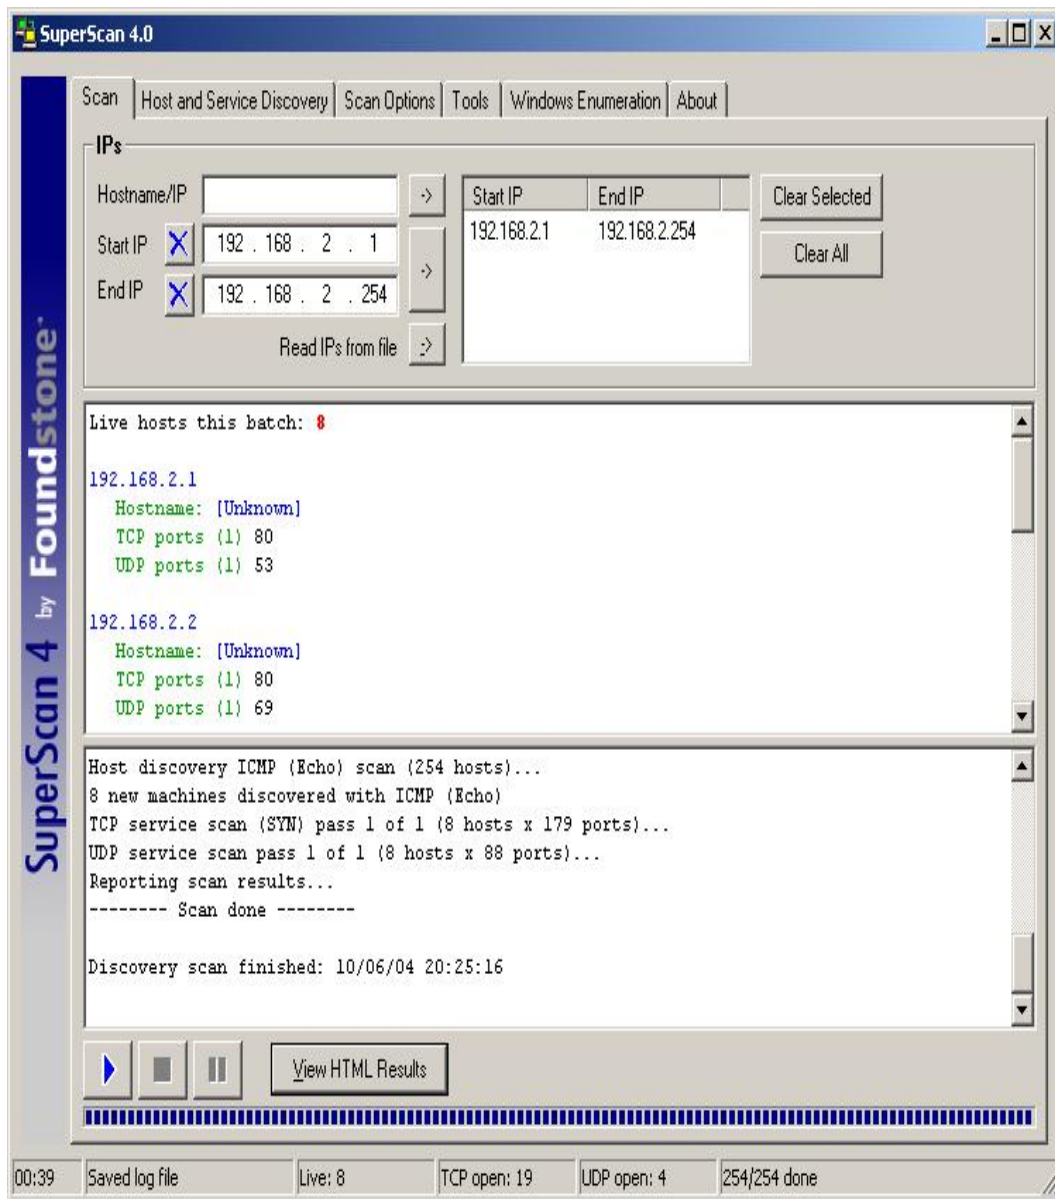 SuperScan 4.0
SuperScan 4 by Foundstone
Scan Host and Service Discovery Scan Options Tools Windows Enumeration About
IPs
Hostname/IP ->
Start IP X 192 . 168 . 2 . 1 ->
End IP X 192 . 168 . 2 . 254
Read IPs from file ->
Start IP End IP
192.168.2.1 192.168.2.254
Clear Selected
Clear All
Live hosts this batch: 8
192.168.2.1
Hostname: [Unknown]
TCP ports (1) 80
UDP ports (1) 53
192.168.2.2
Hostname: [Unknown]
TCP ports (1) 80
UDP ports (1) 69
Host discovery ICMP (Echo) scan (254 hosts)...
8 new machines discovered with ICMP (Echo)
TCP service scan (SYN) pass 1 of 1 (8 hosts x 179 ports)...
UDP service scan pass 1 of 1 (8 hosts x 88 ports)...
Reporting scan results...
-------- Scan done --------
Discovery scan finished: 10/06/04 20:25:16
View HTML Results
00:39 Saved log file Live: 8 TCP open: 19 UDP open: 4 254/254 done